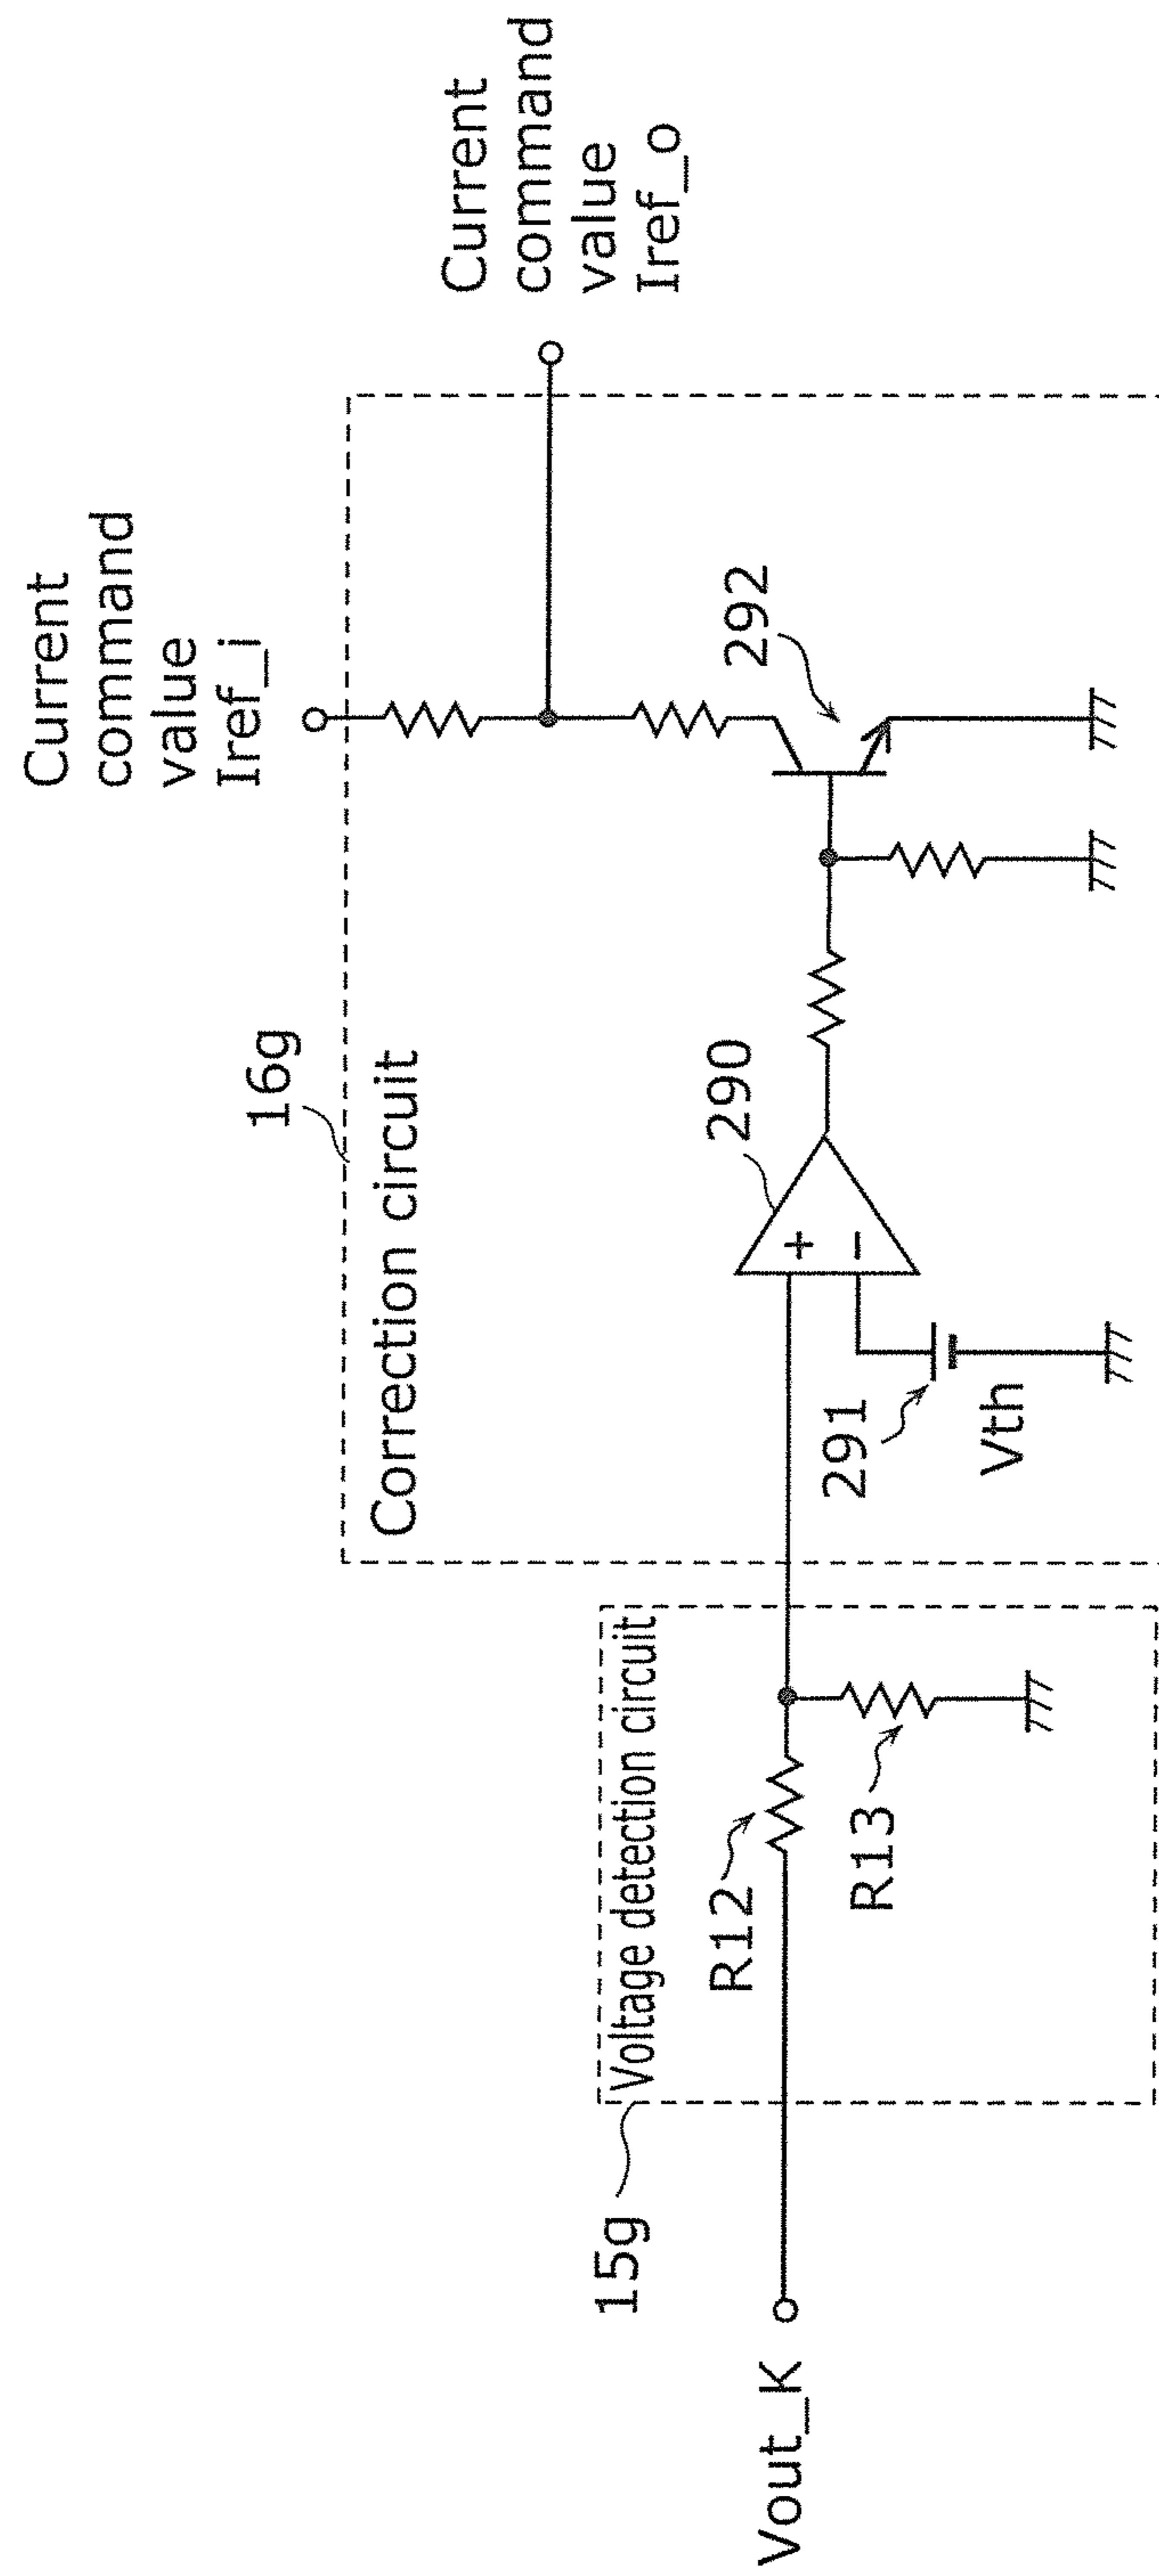 Current
command
value
Iref_i
Current
command
value
Iref_o
16g
Correction circuit
292
290
+
−
291
Vth
15g
Voltage detection circuit
R12
R13
Vout_K